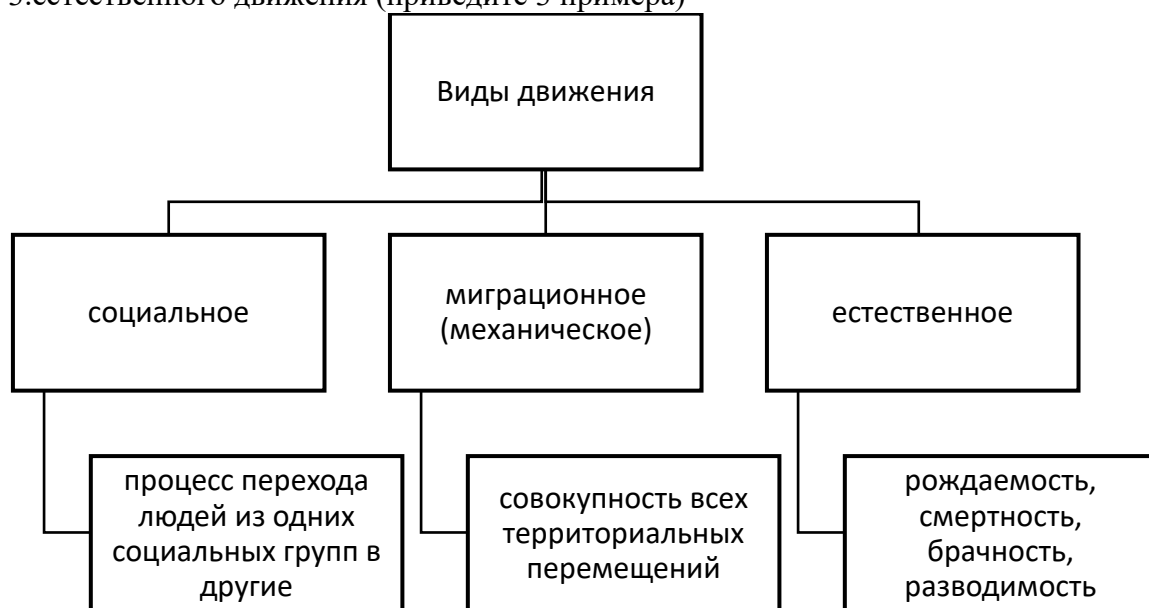 3.естественного движения (приведите 3 примера)
Виды движения
социальное
миграционное
(механическое)
естественное
процесс перехода
людей из одних
социальных групп в
другие
совокупность всех
территориальных
перемещений
рождаемость,
смертность,
брачность,
разводимость